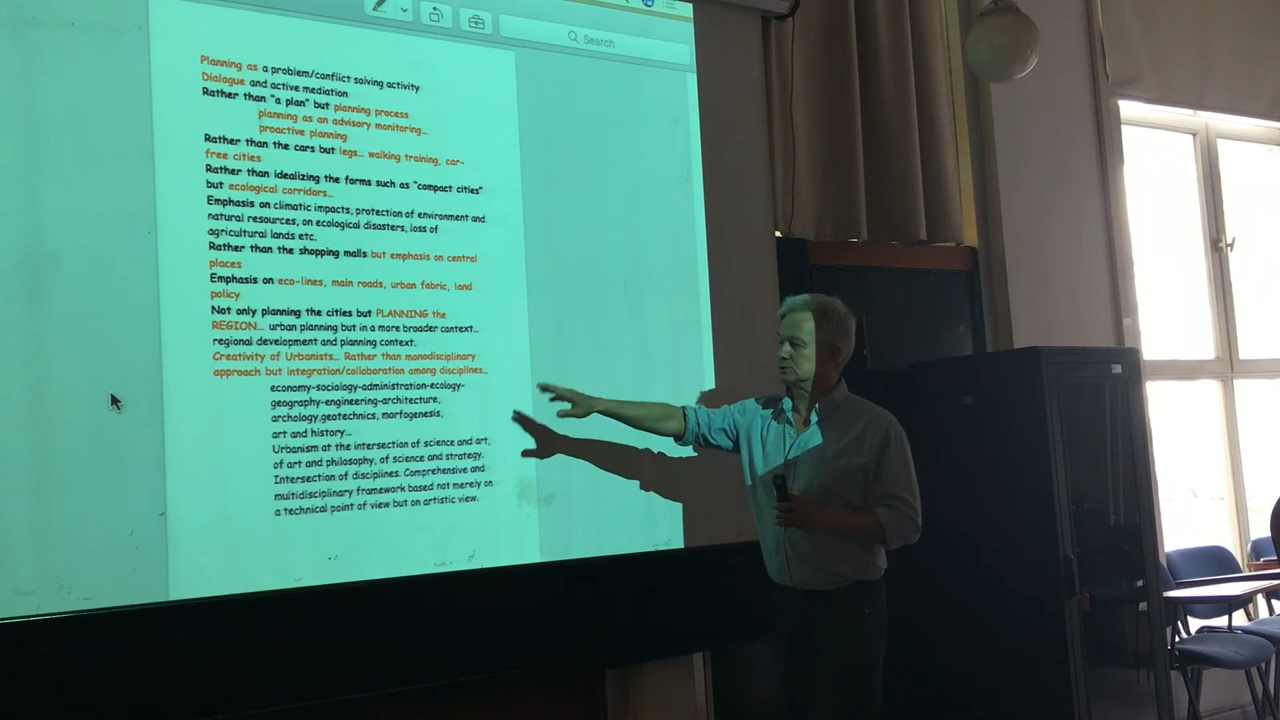 Search
Planning as a problem/conflict solving activity
Dialogue and active mediation
Rather than "a plan" but planning process
planning as an advisory monitoring...
proactive planning
Rather than the cars but legs... walking training, car-
free cities
Rather than idealizing the forms such as "compact cities"
but ecological corridors...
Emphasis on climatic impacts, protection of environment and
natural resources, on ecological disasters, loss of
agricultural lands etc.
Rather than the shopping malls but emphasis on central
places
Emphasis on eco-lines, main roads, urban fabric, land
policy
Not only planning the cities but PLANNING the
REGION... urban planning but in a more broader context...
regional development and planning context.
Creativity of Urbanists... Rather than monodisciplinary
approach but integration/collaboration among disciplines...
economy-sociology-administration-ecology-
geography-engineering-architecture,
archology,geotechnics, morfogenesis,
art and history...
Urbanism at the intersection of science and art,
of art and philosophy, of science and strategy.
Intersection of disciplines. Comprehensive and
multidisciplinary framework based not merely on
a technical point of view but on artistic view.